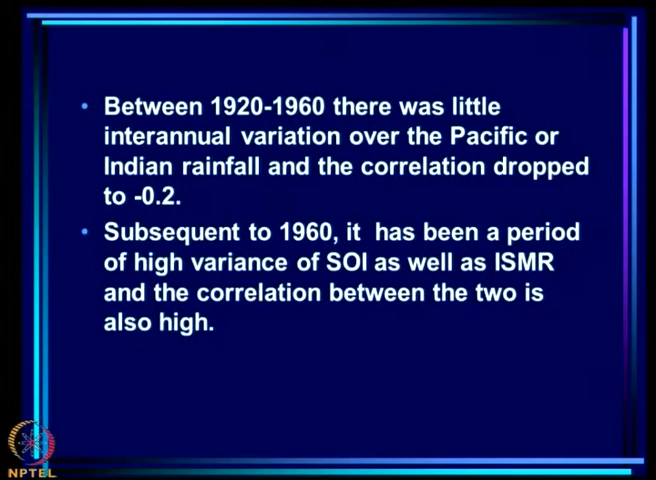 • Between 1920-1960 there was little
interannual variation over the Pacific or
Indian rainfall and the correlation dropped
to -0.2.
• Subsequent to 1960, it has been a period
of high variance of SOI as well as ISMR
and the correlation between the two is
also high.
NPTEL